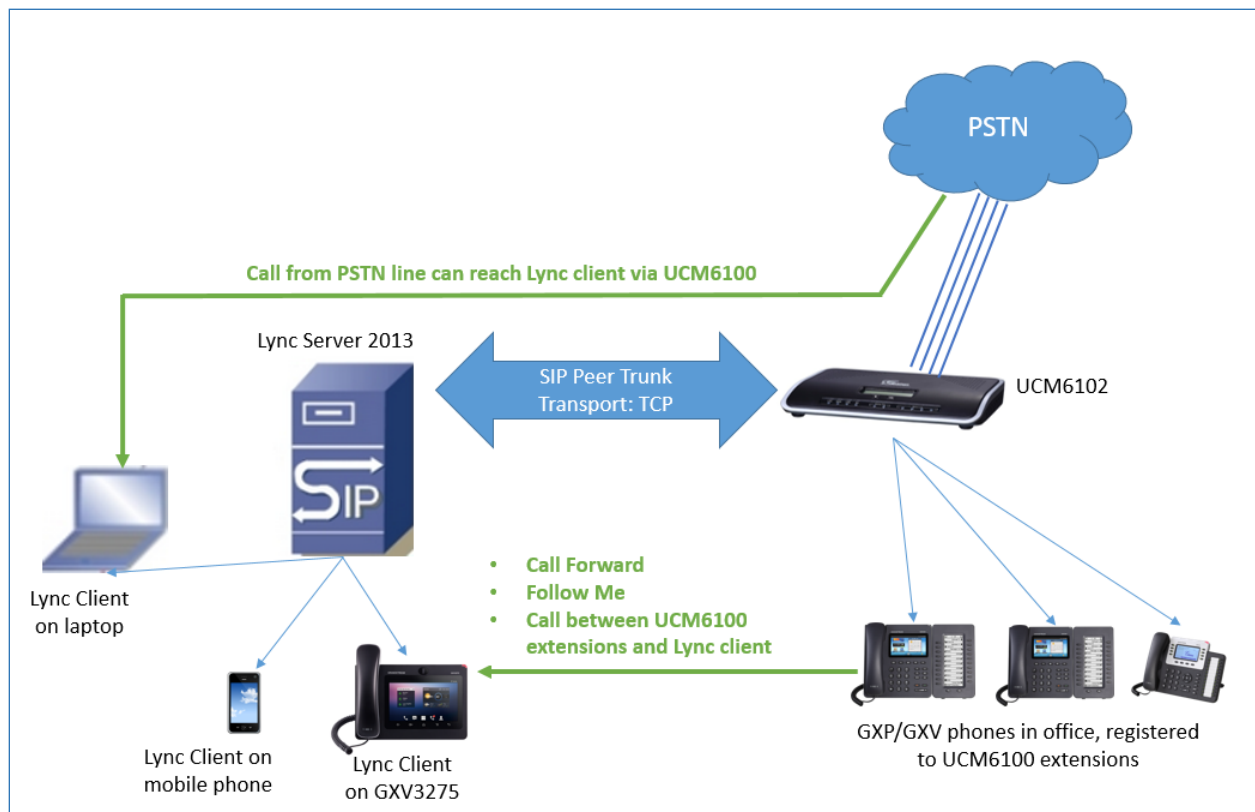 PSTN
Call from PSTN line can reach Lync client via UCM6100
Lync Server 2013
SIP Peer Trunk
Transport: TCP
UCM6102
SIP
Lync Client
on laptop
• Call Forward
• Follow Me
• Call between UCM6100
extensions and Lync client
Lync Client on
mobile phone
Lync Client
on GXV3275
GXP/GXV phones in office, registered
to UCM6100 extensions